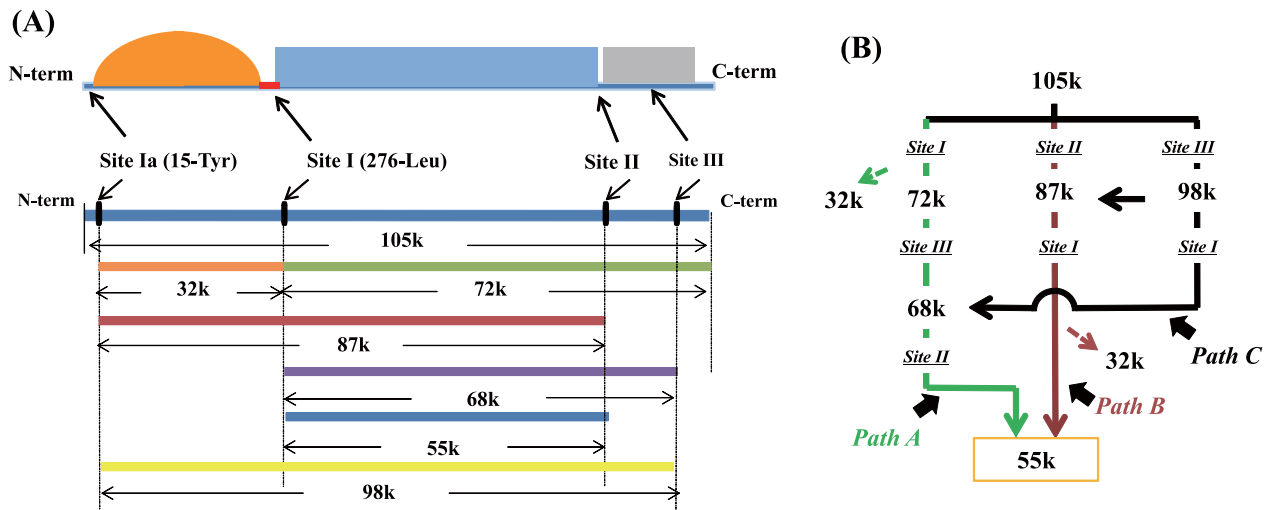 (A)
N-term
C-term
Site Ia (15-Tyr)
Site I (276-Leu)
Site II
Site III
N-term
C-term
105k
32k
72k
87k
68k
55k
98k
(B)
105k
Site I
Site II
Site III
32k
72k
87k
98k
Site III
Site I
Site I
68k
Site II
32k
Path C
Path A
Path B
55k